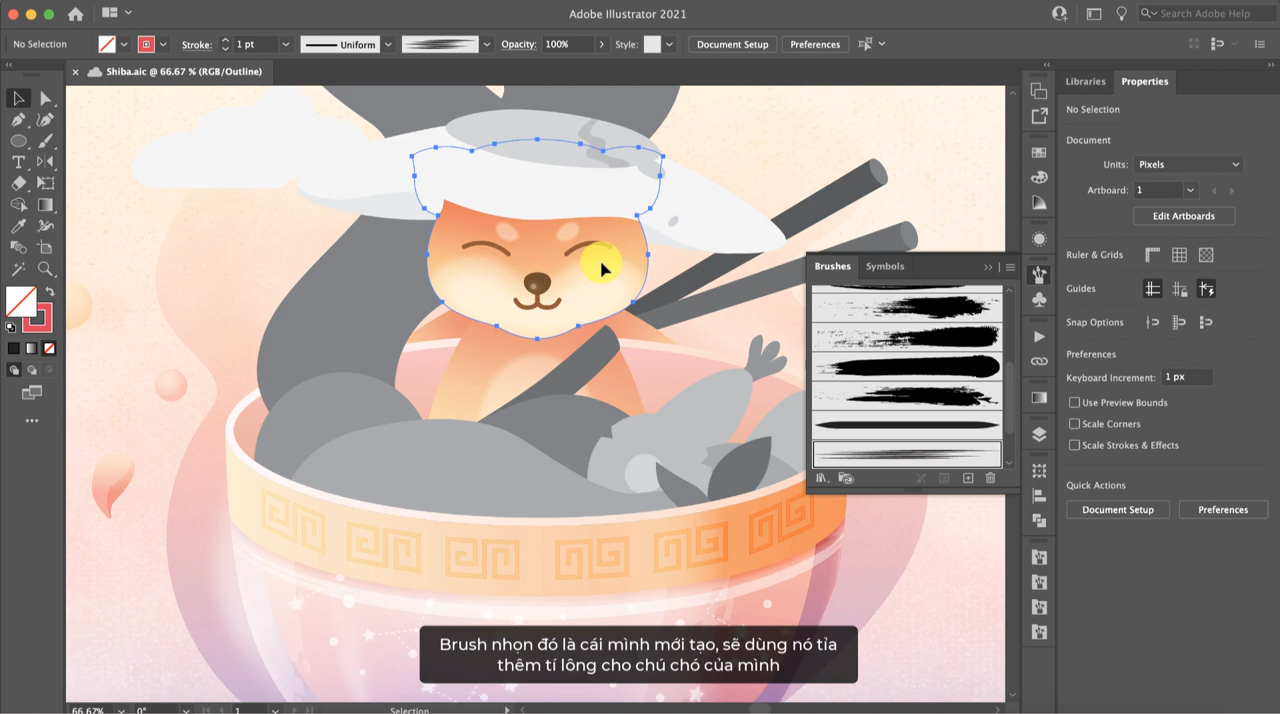 Adobe Illustrator 2021
Search Adobe Help
No Selection
Stroke:
1 pt
Uniform
Opacity:
100%
Style:
Document Setup
Preferences
× Shiba.aic @ 66.67 % (RGB/Outline)
Libraries
Properties
No Selection
Document
Units:
Pixels
Artboard:
1
Edit Artboards
Ruler & Grids
Guides
Snap Options
Preferences
Keyboard Increment:
1 px
Use Preview Bounds
Scale Corners
Scale Strokes & Effects
Quick Actions
Document Setup
Preferences
Brushes
Symbols
Brush nhọn đó là cái mình mới tạo, sẽ dùng nó tỉa
thêm tí lông cho chú chó của mình
66.67%
0°
1
Selection